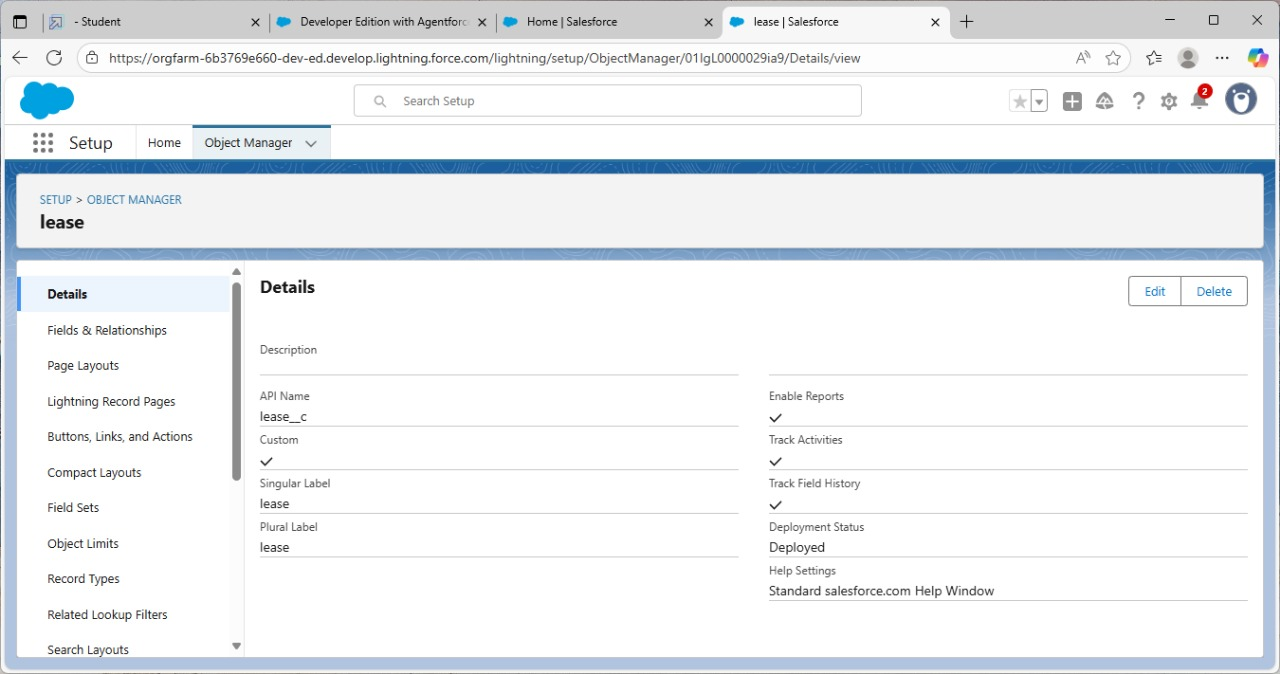 - Student
Developer Edition with Agentforc
Home | Salesforce
lease | Salesforce
https://orgfarm-6b3769e660-dev-ed.develop.lightning.force.com/lightning/setup/ObjectManager/01IgL0000029ia9/Details/view
Search Setup
2
Setup
Home
Object Manager
SETUP > OBJECT MANAGER
lease
Details
Fields & Relationships
Page Layouts
Lightning Record Pages
Buttons, Links, and Actions
Compact Layouts
Field Sets
Object Limits
Record Types
Related Lookup Filters
Search Layouts
Details
Edit
Delete
Description
API Name
lease__c
Custom
Singular Label
lease
Plural Label
lease
Enable Reports
Track Activities
Track Field History
Deployment Status
Deployed
Help Settings
Standard salesforce.com Help Window